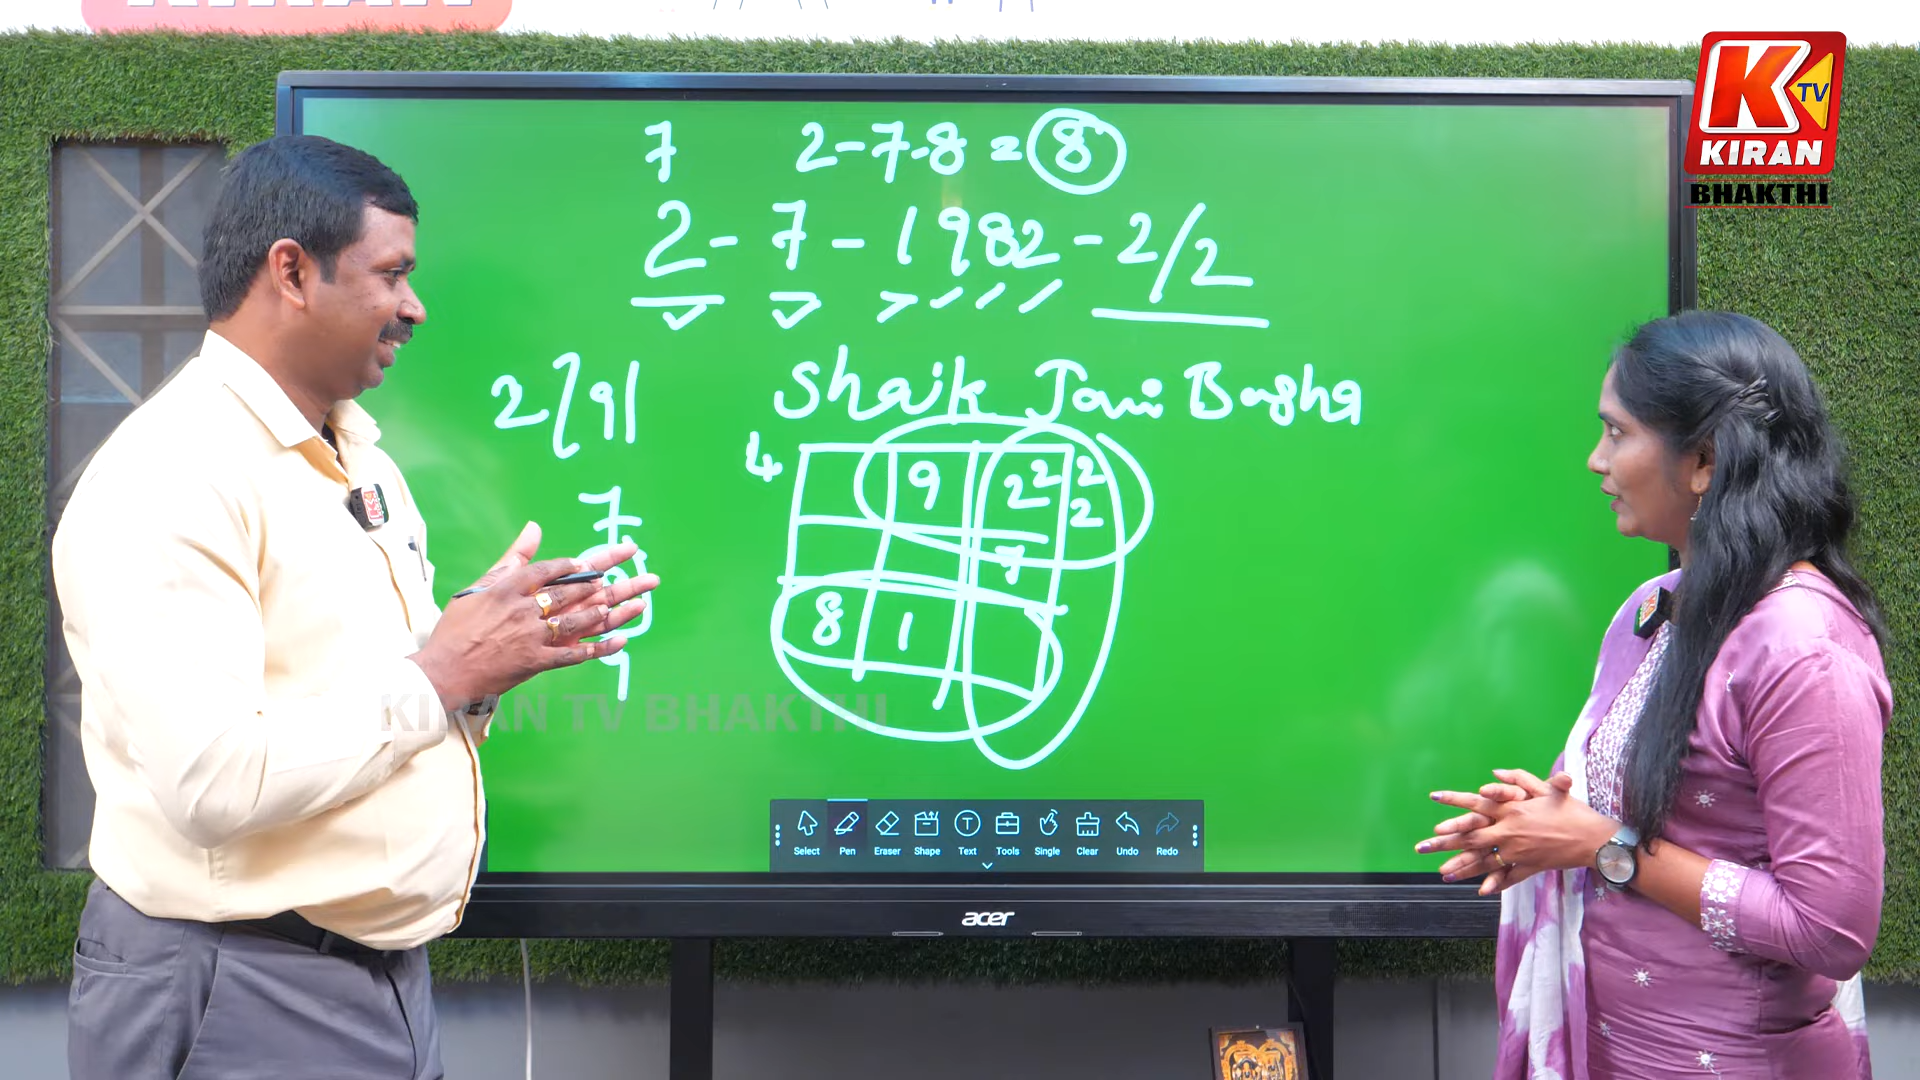 KIRAN
K TV
KIRAN
BHAKTHI
7 2-7-8 = 8
2 - 7 - 1982 - 2/2
2/9/
Shaik Jani Basha
4
9 2 2 2
2
7
7
8 1
9
KIRAN TV BHAKTHI
Select Pen Eraser Shape Text Tools Single Clear Undo Redo
acer